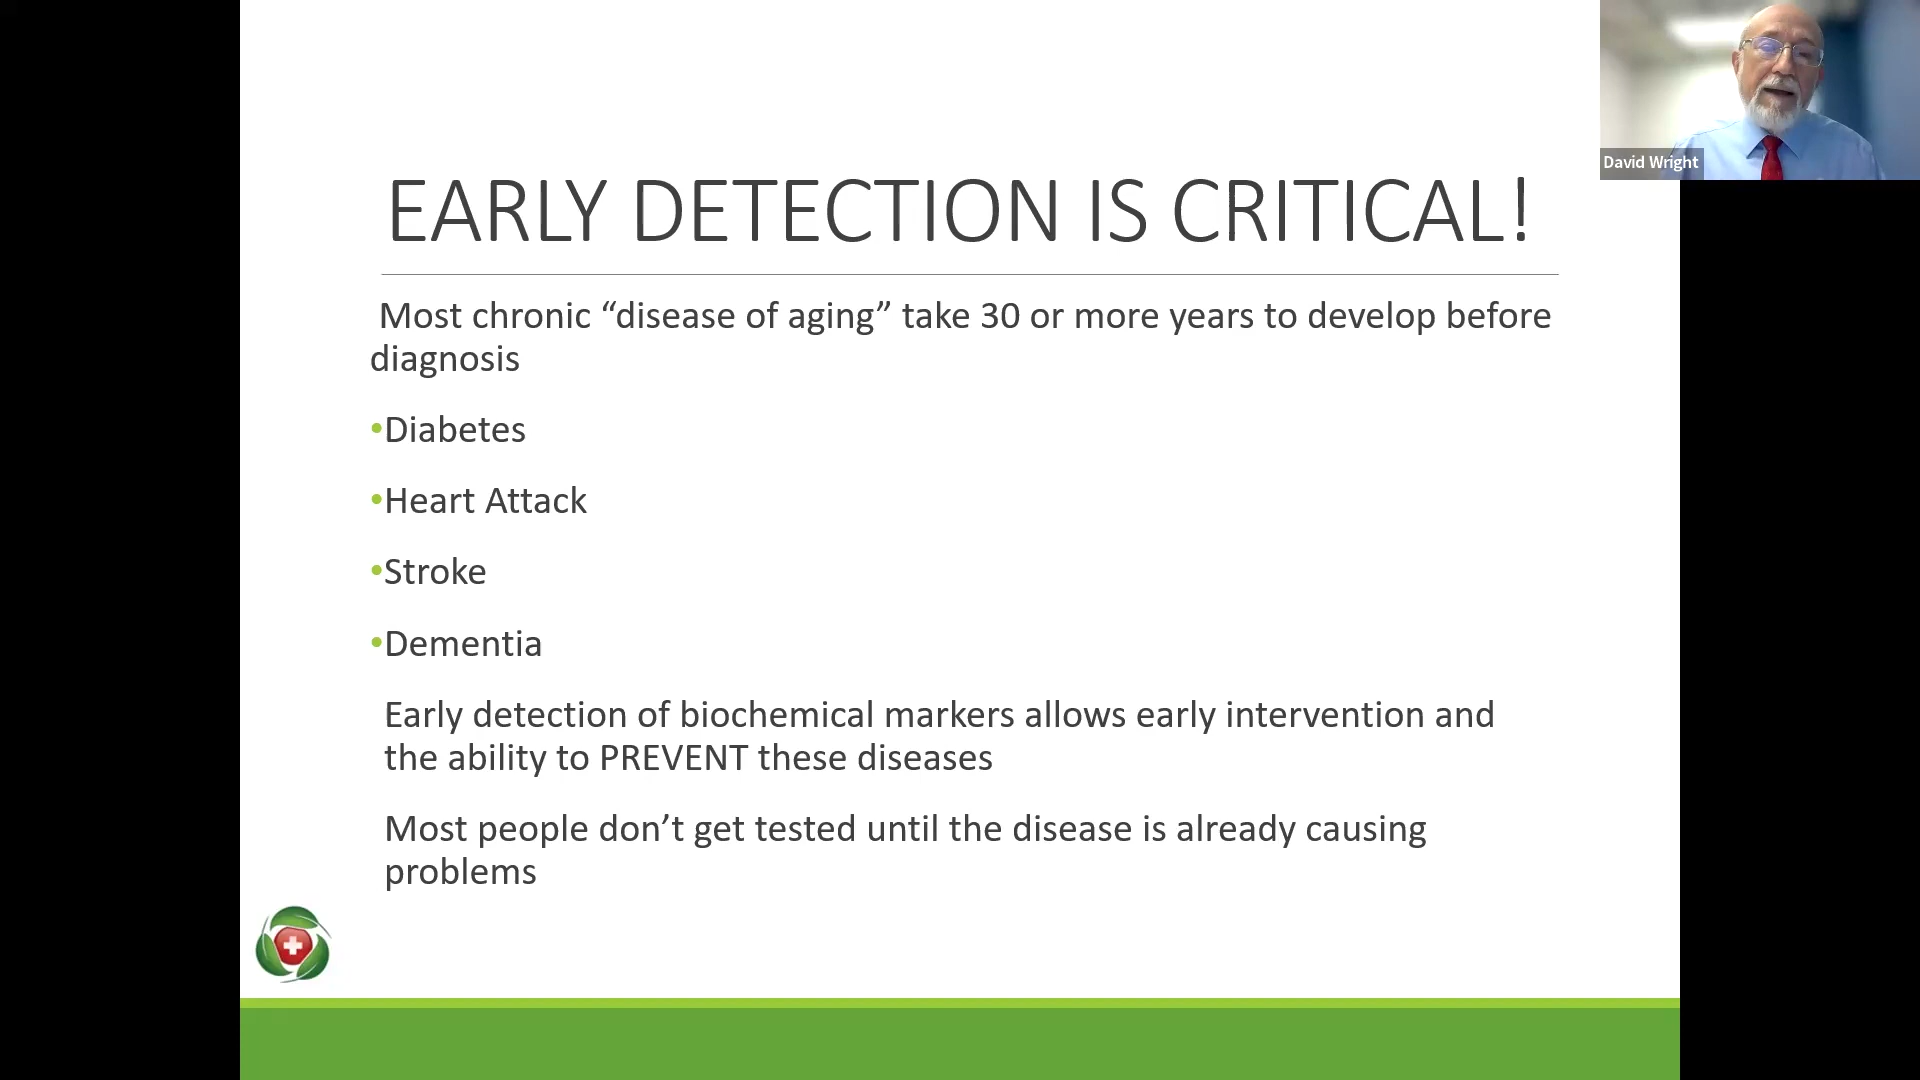 EARLY DETECTION IS CRITICAL!
Most chronic “disease of aging” take 30 or more years to develop before
diagnosis
•Diabetes
•Heart Attack
•Stroke
•Dementia
Early detection of biochemical markers allows early intervention and
the ability to PREVENT these diseases
Most people don’t get tested until the disease is already causing
problems
David Wright